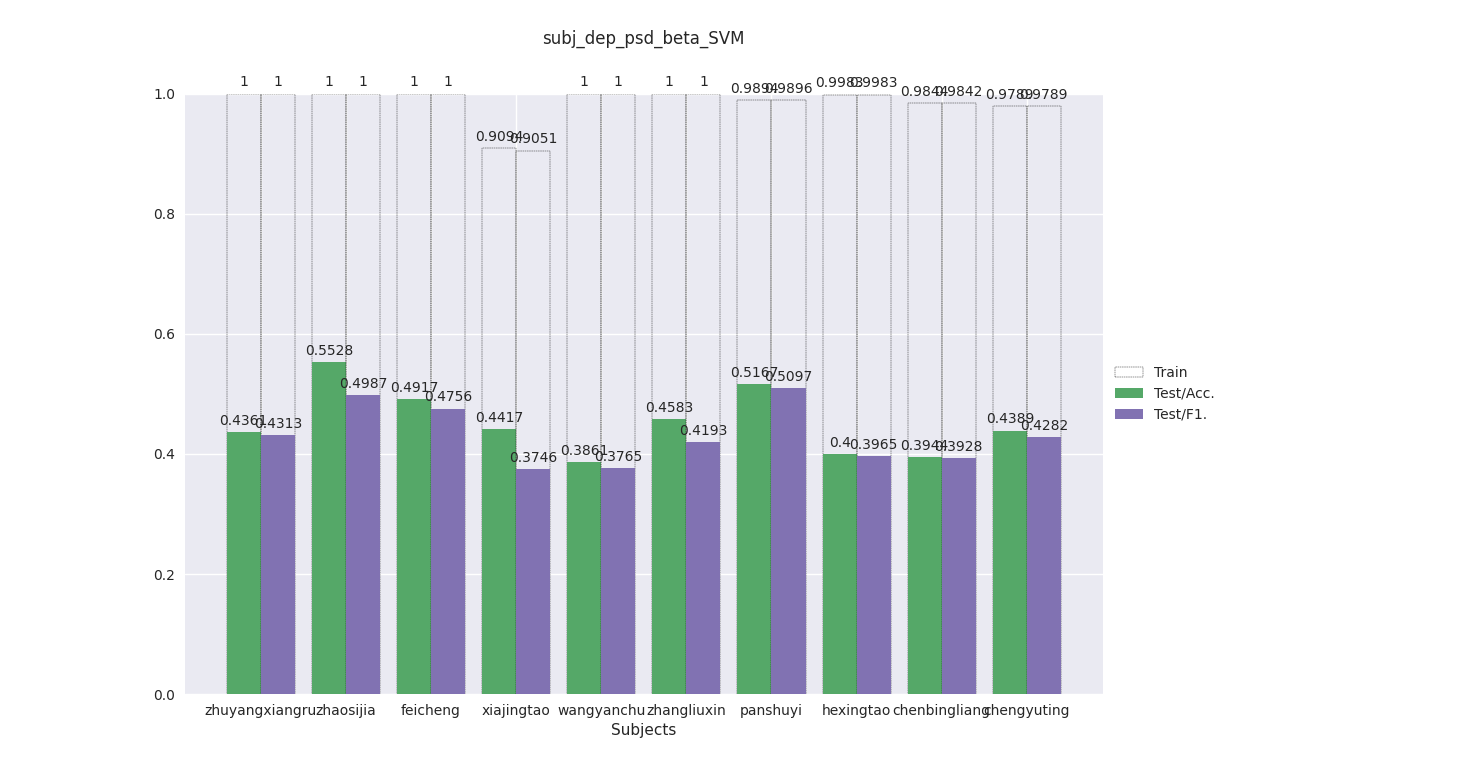 subj_dep_psd_beta_SVM
1 1 1 1 1 1 0.9094 0.9051 1 1 1 1 0.9894 0.9896 0.9983 0.9983 0.9844 0.9842 0.9789 0.9789
1.0
0.8
0.6
0.4
0.2
0.0
0.4361 0.4313 0.5528 0.4987 0.4917 0.4756 0.4417 0.3746 0.3861 0.3765 0.4583 0.4193 0.5167 0.5097 0.4 0.3965 0.3944 0.3928 0.4389 0.4282
zhuyangxiangru zhaosijia feicheng xiajingtao wangyanchu zhangliuxin panshuyi hexingtao chenbingliang chengyuting
Subjects
Train
Test/Acc.
Test/F1.